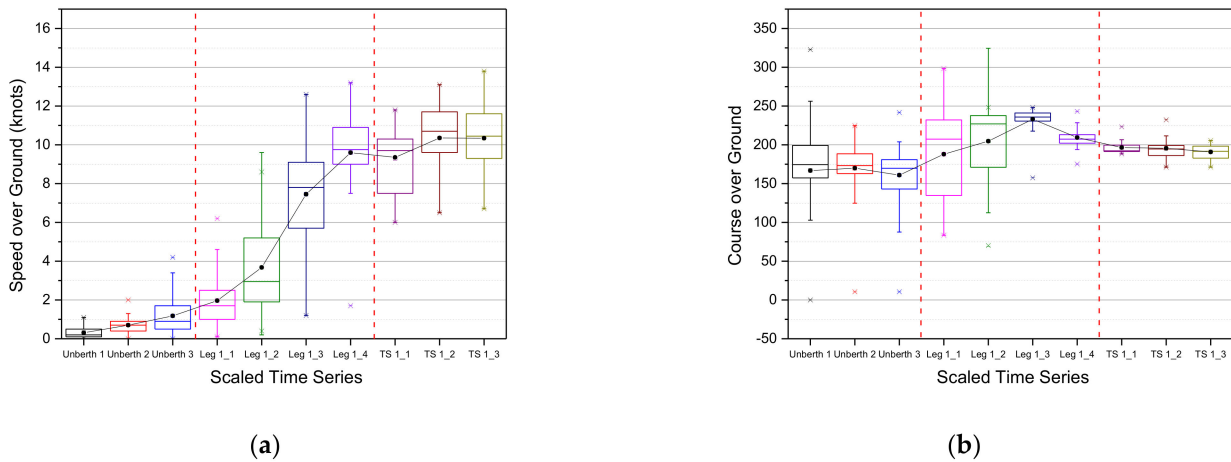 16
14
12
10
8
6
4
2
0
Speed over Ground (knots)
Unberth 1 Unberth 2 Unberth 3 Leg 1_1 Leg 1_2 Leg 1_3 Leg 1_4 TS 1_1 TS 1_2 TS 1_3
Scaled Time Series
(a)
350
300
250
200
150
100
50
0
-50
Course over Ground
Unberth 1 Unberth 2 Unberth 3 Leg 1_1 Leg 1_2 Leg 1_3 Leg 1_4 TS 1_1 TS 1_2 TS 1_3
Scaled Time Series
(b)